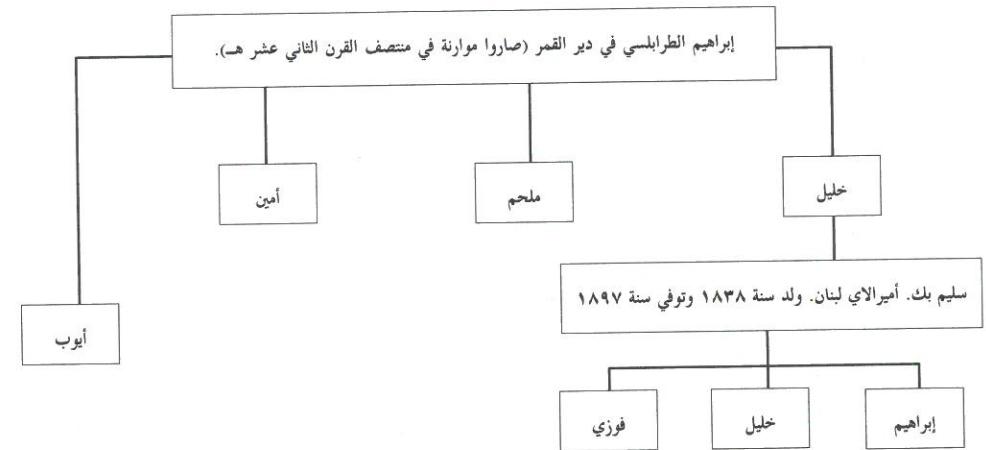 إبراهيم الطرابلسي في دير القمر (صاروا موارنة في منتصف القرن الثاني عشر هـ).
خليل
ملحم
أمين
أيوب
سليم بك. أميرالاي لبنان. ولد سنة ١٨٣٨ وتوفي سنة ١٨٩٧
إبراهيم
خليل
فوزي